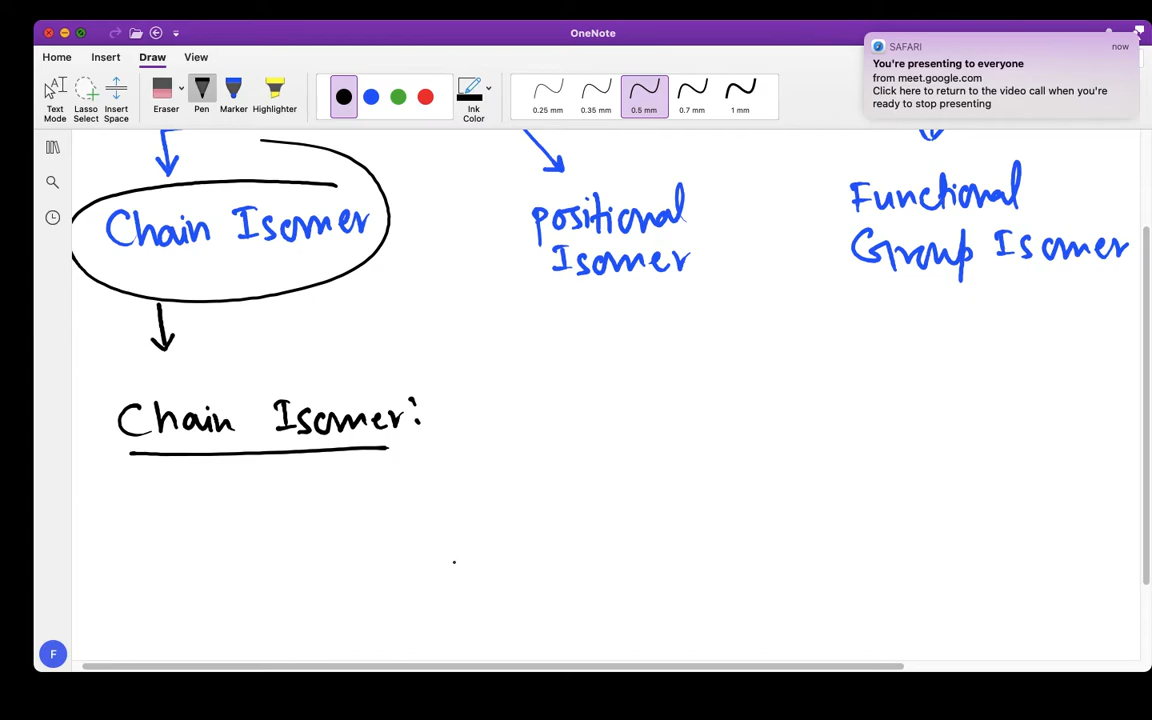 OneNote
SAFARI now
You're presenting to everyone
from meet.google.com
Click here to return to the video call when you're
ready to stop presenting
Home Insert Draw View
Text Mode
Lasso Select
Insert Space
Eraser
Pen
Marker
Highlighter
Ink Color
0.25 mm
0.35 mm
0.5 mm
0.7 mm
1 mm
Chain Isomer
Positional
Isomer
Functional
Group Isomer
Chain Isomer:
F